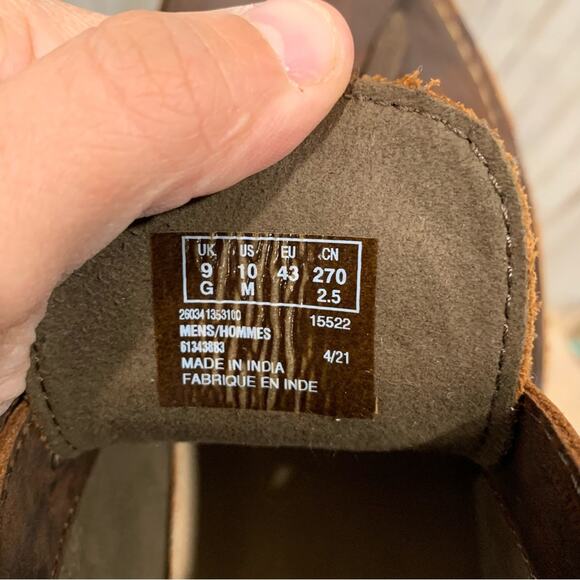 UK US EU CN
9 10 43 270
G M 2.5
260341353100 15522
MENS/HOMMES
61343883 4/21
MADE IN INDIA
FABRIQUE EN INDE